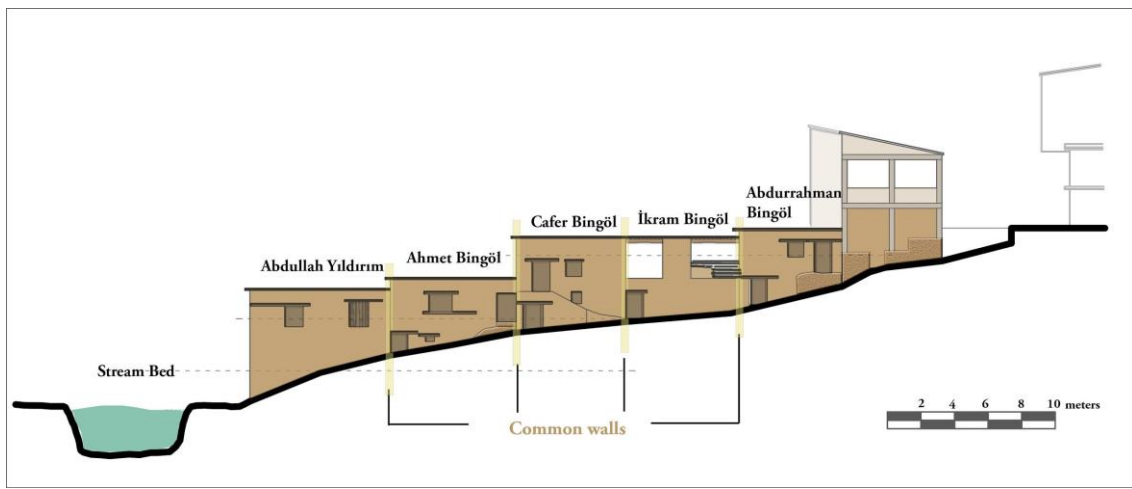 Abdurrahman
Bingöl
Cafer Bingöl
İkram Bingöl
Ahmet Bingöl
Abdullah Yıldırım
Stream Bed
2 4 6 8 10 meters
Common walls